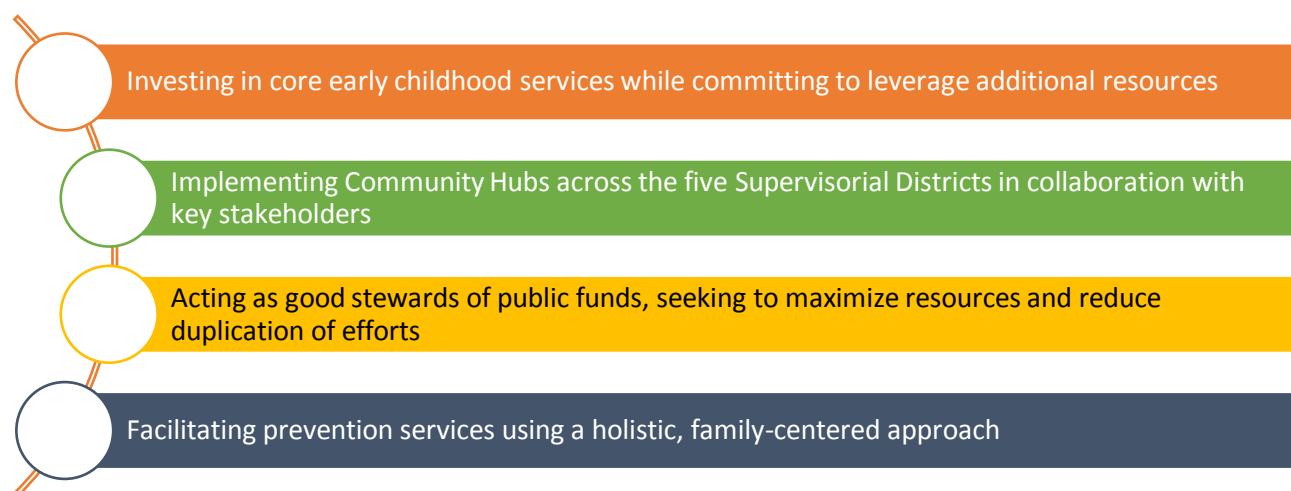 Investing in core early childhood services while committing to leverage additional resources
Implementing Community Hubs across the five Supervisorial Districts in collaboration with
key stakeholders
Acting as good stewards of public funds, seeking to maximize resources and reduce
duplication of efforts
Facilitating prevention services using a holistic, family-centered approach